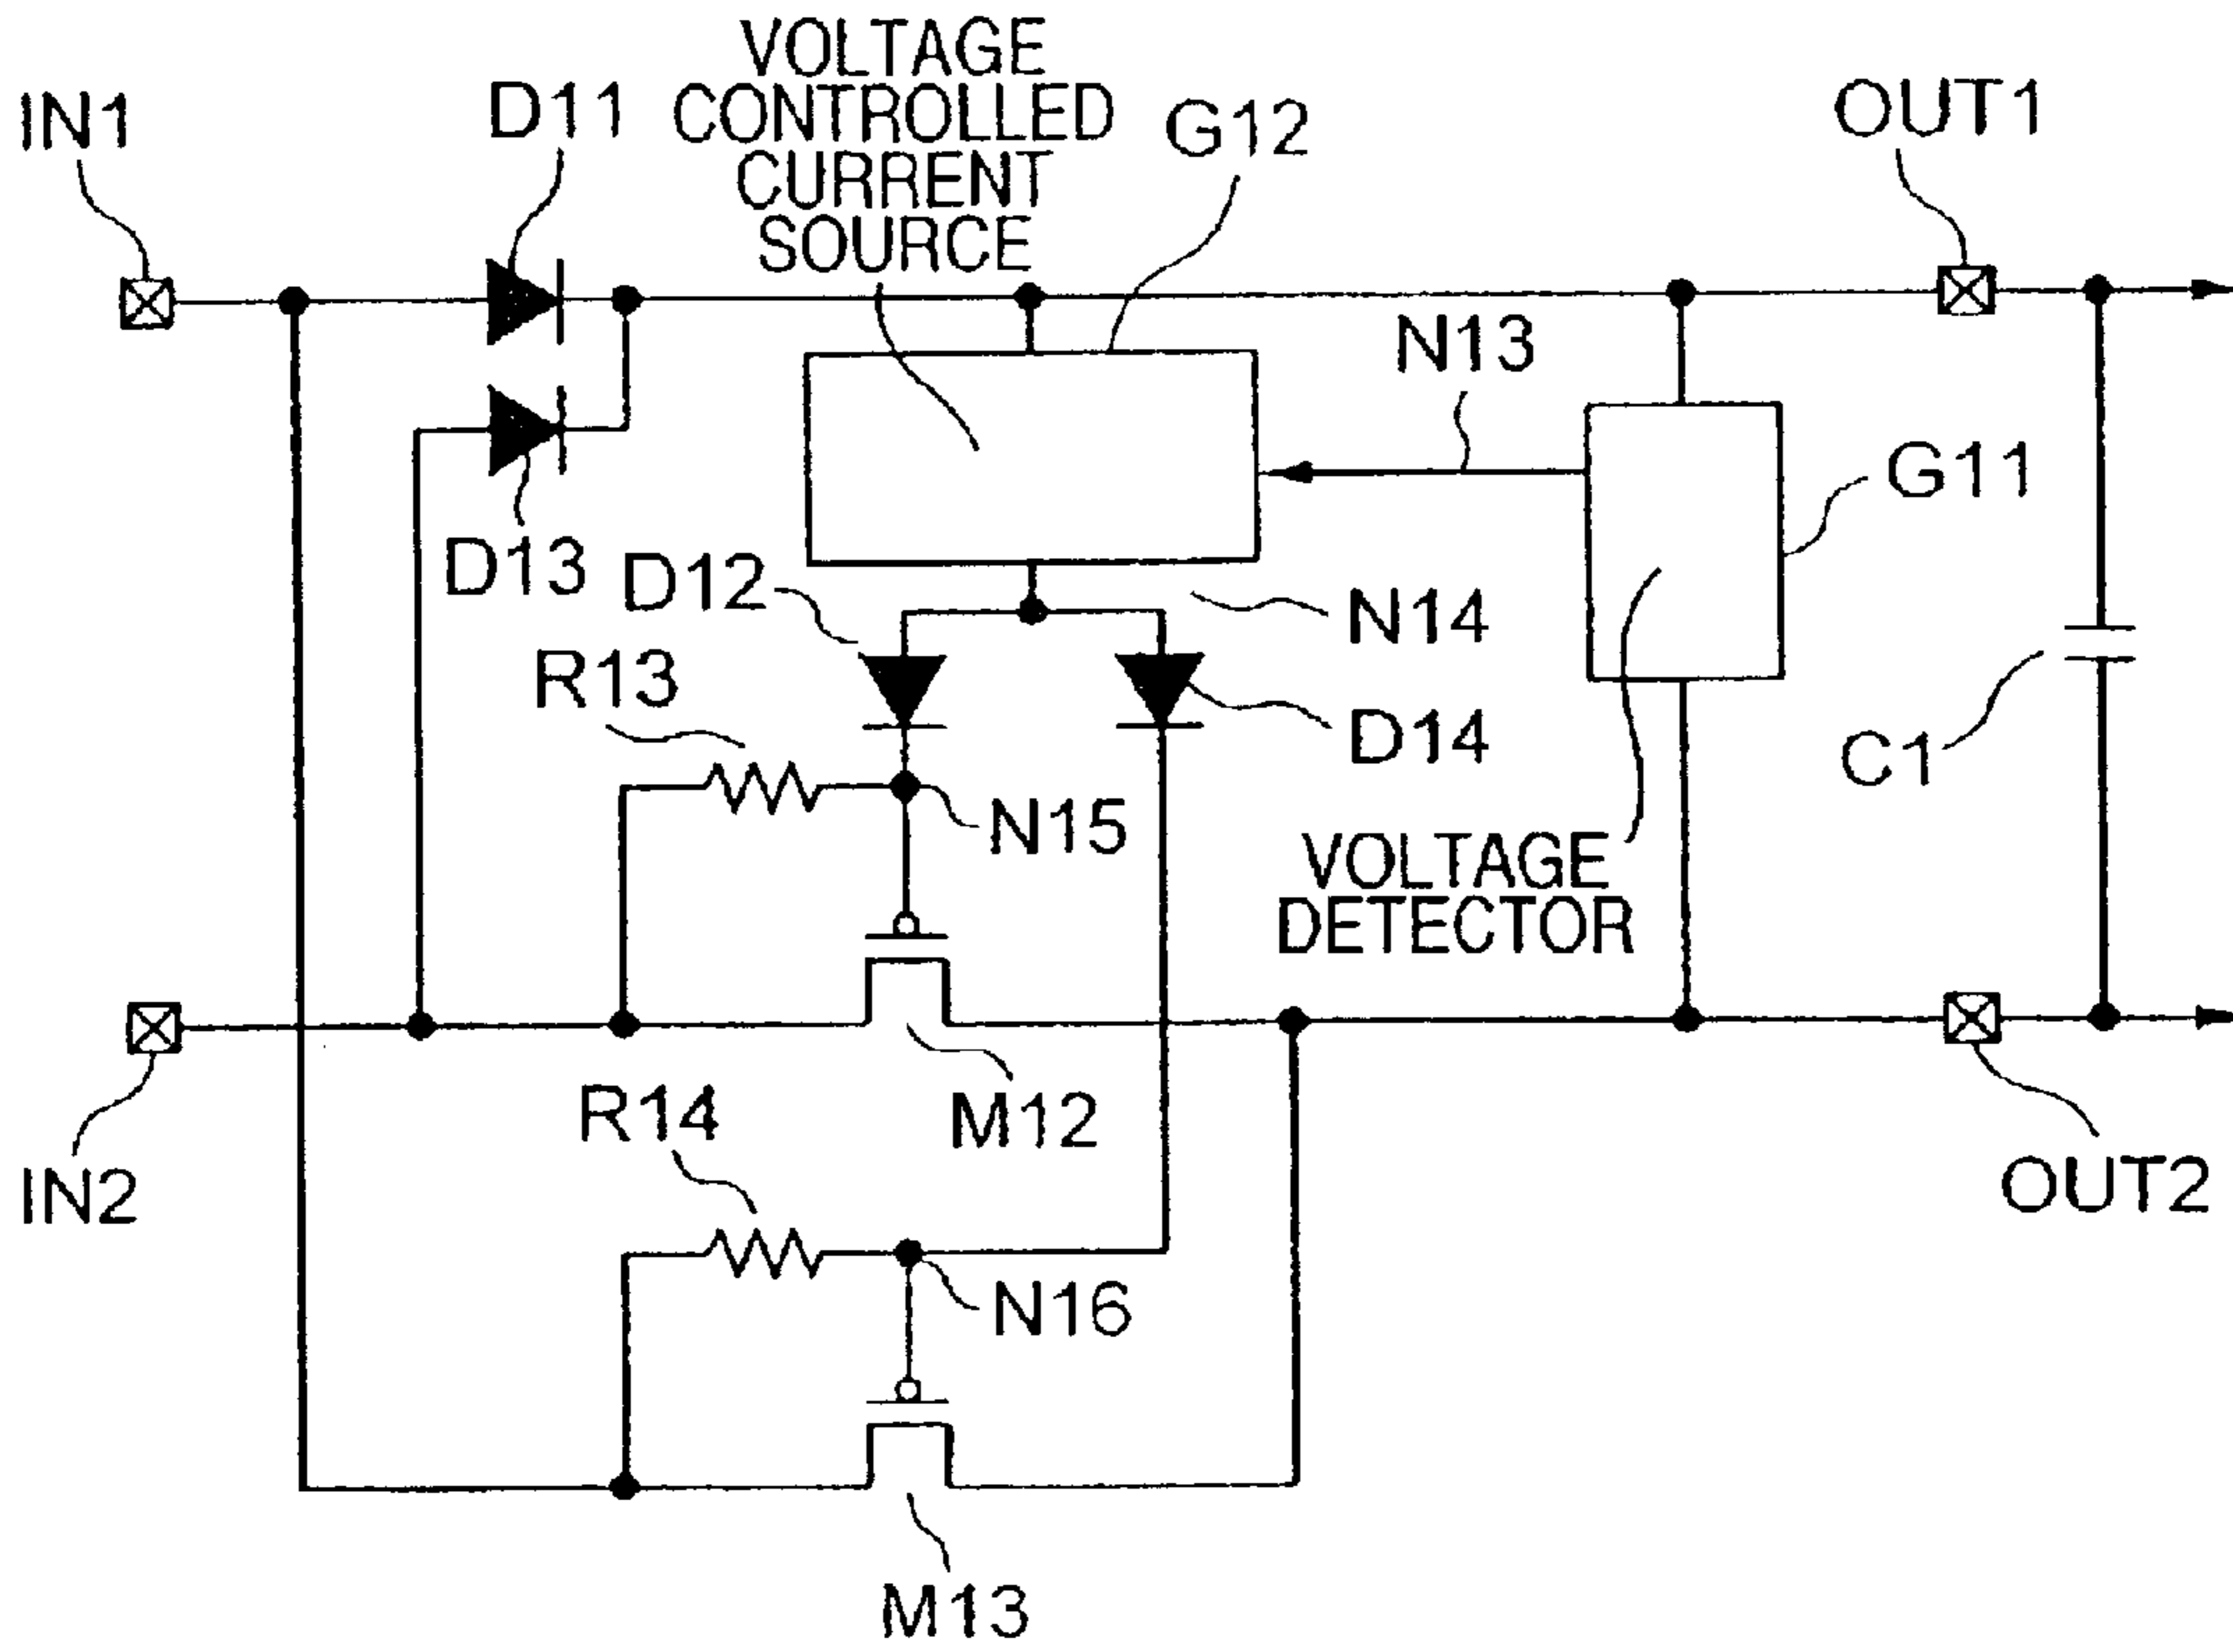 VOLTAGE
CONTROLLED
CURRENT
SOURCE
IN1
D11
G12
OUT1
N13
G11
D13
D12
N14
R13
D14
C1
N15
VOLTAGE
DETECTOR
R14
M12
IN2
OUT2
N16
M13